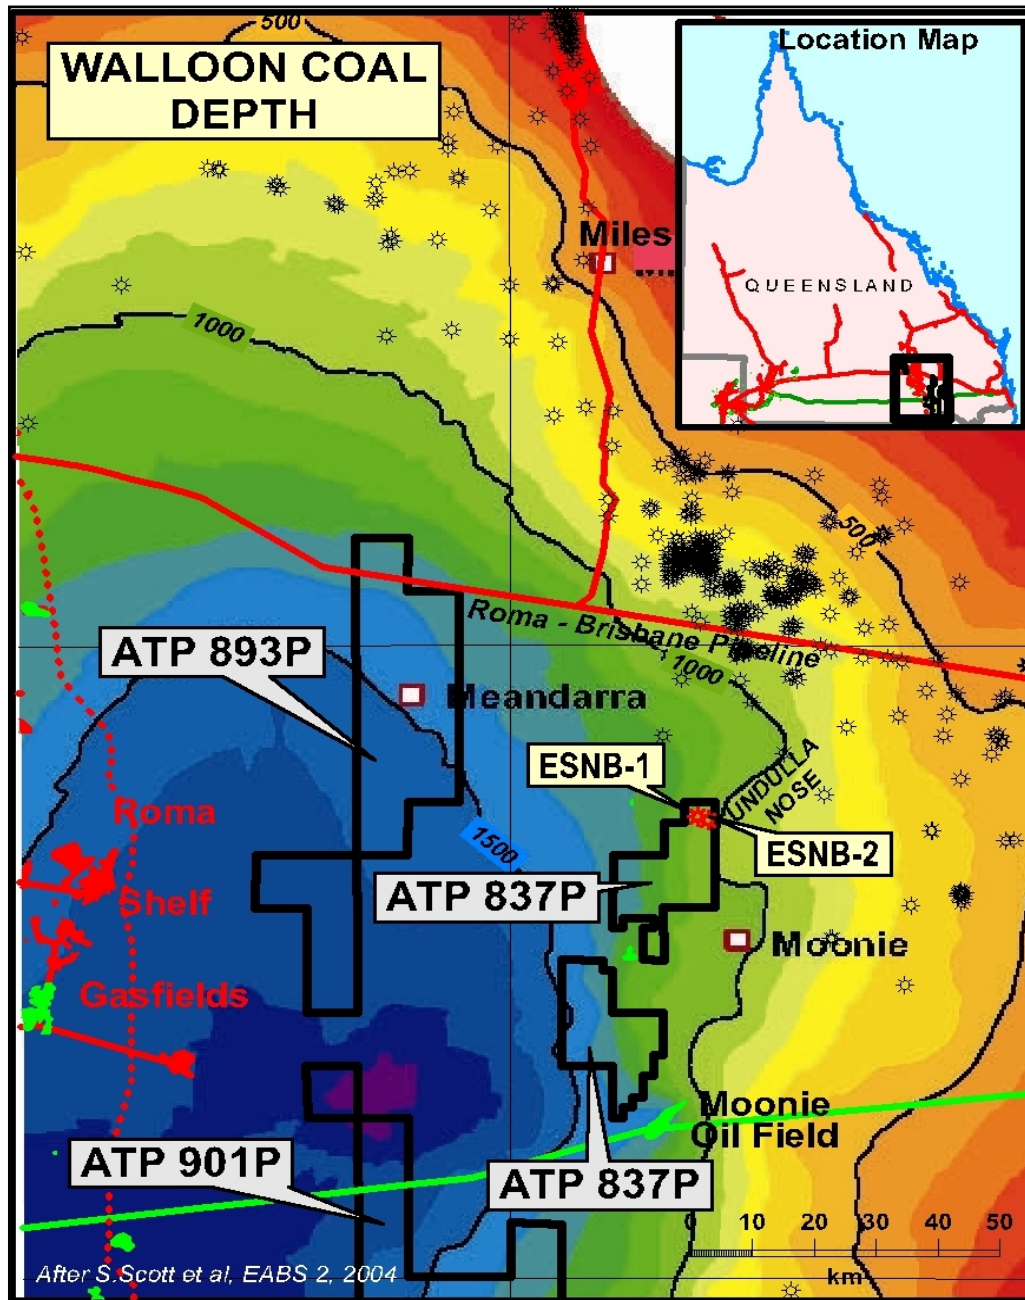 500
WALLOON COAL
DEPTH
Location Map
QUEENSLAND
Miles
1000
500
Roma - Brisbane Pipeline
1000
ATP 893P
Meandarra
ESNB-1
UNDULLA
NOSE
ESNB-2
Roma
Shelf
Gasfields
1500
ATP 837P
Moonie
Moonie
Oil Field
ATP 901P
ATP 837P
0 10 20 30 40 50
km
After S.Scott et al, EABS 2, 2004